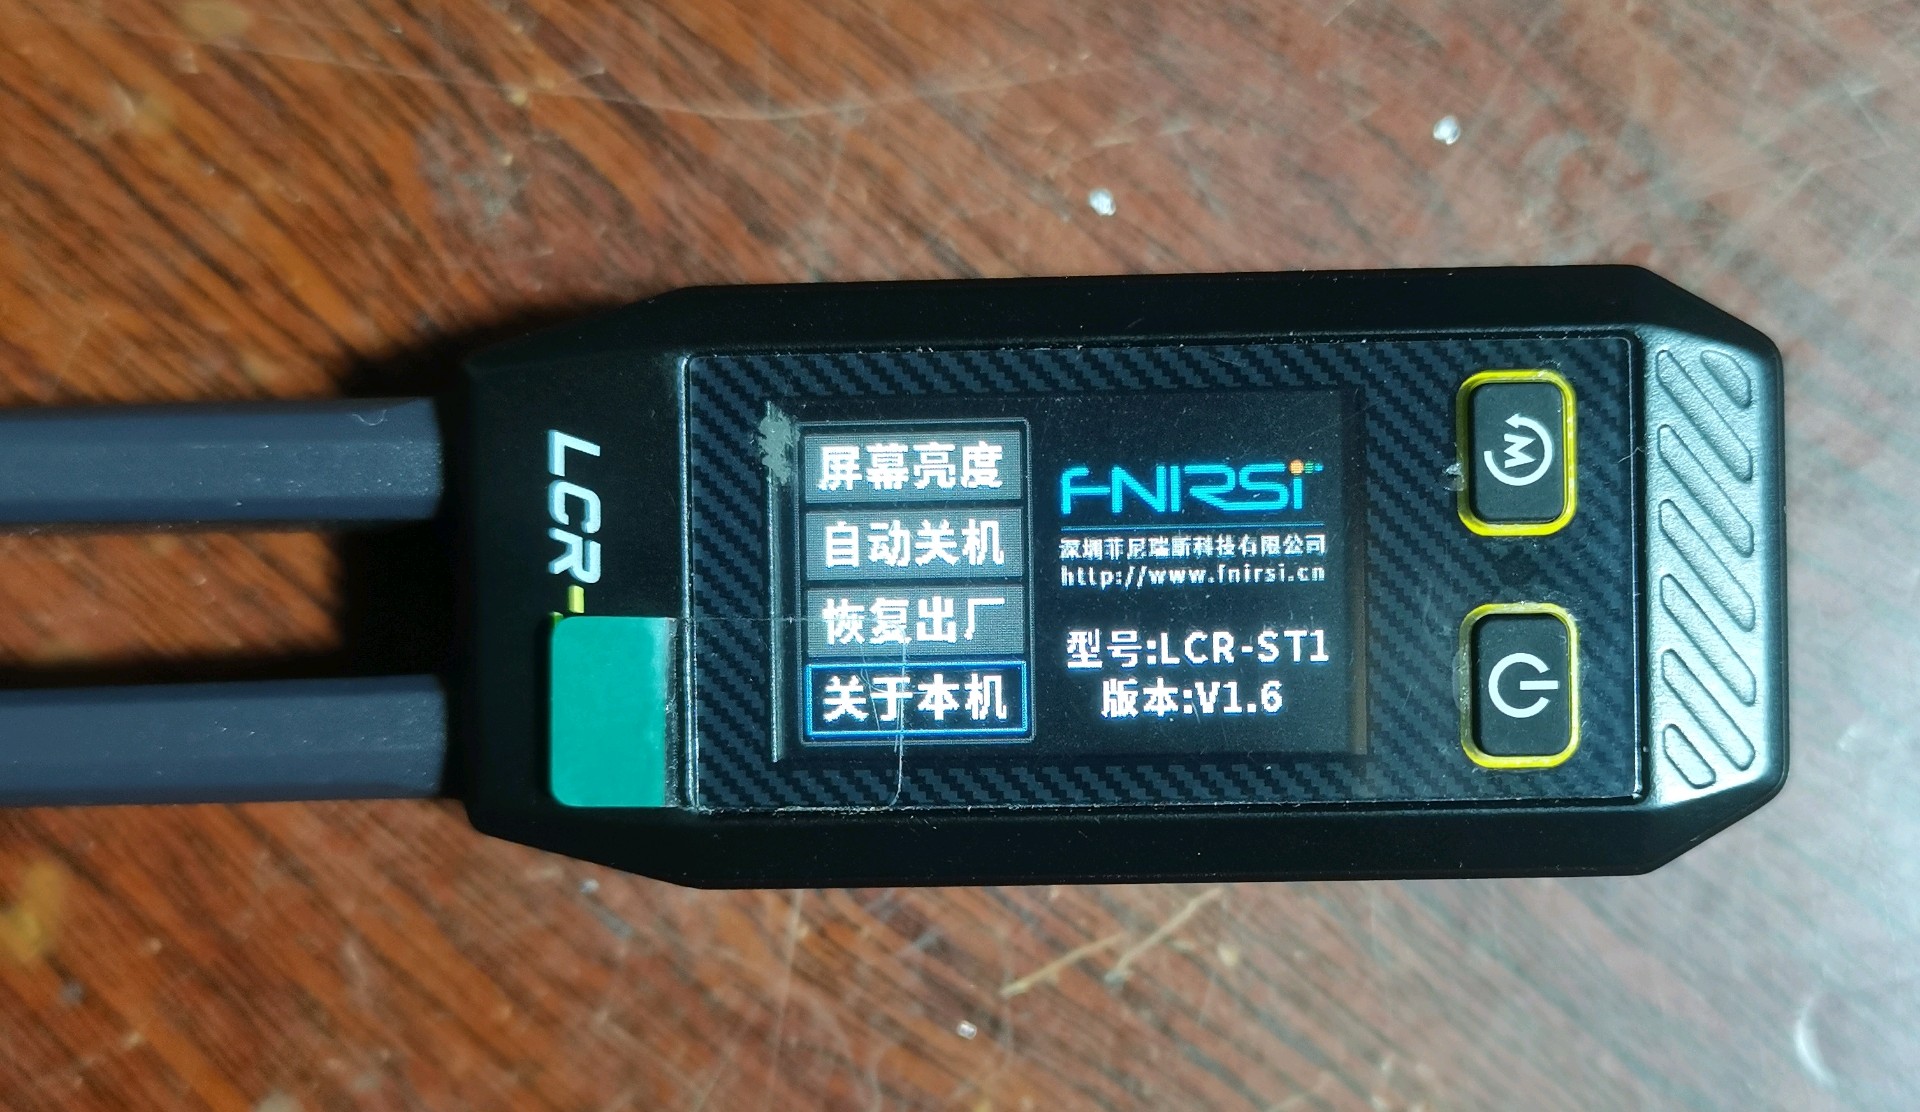 LCR-
屏幕亮度
自动关机
恢复出厂
关于本机
FNIRSI
深圳菲尼瑞斯科技有限公司
http://www.fnirsi.cn
型号:LCR-ST1
版本:V1.6
M